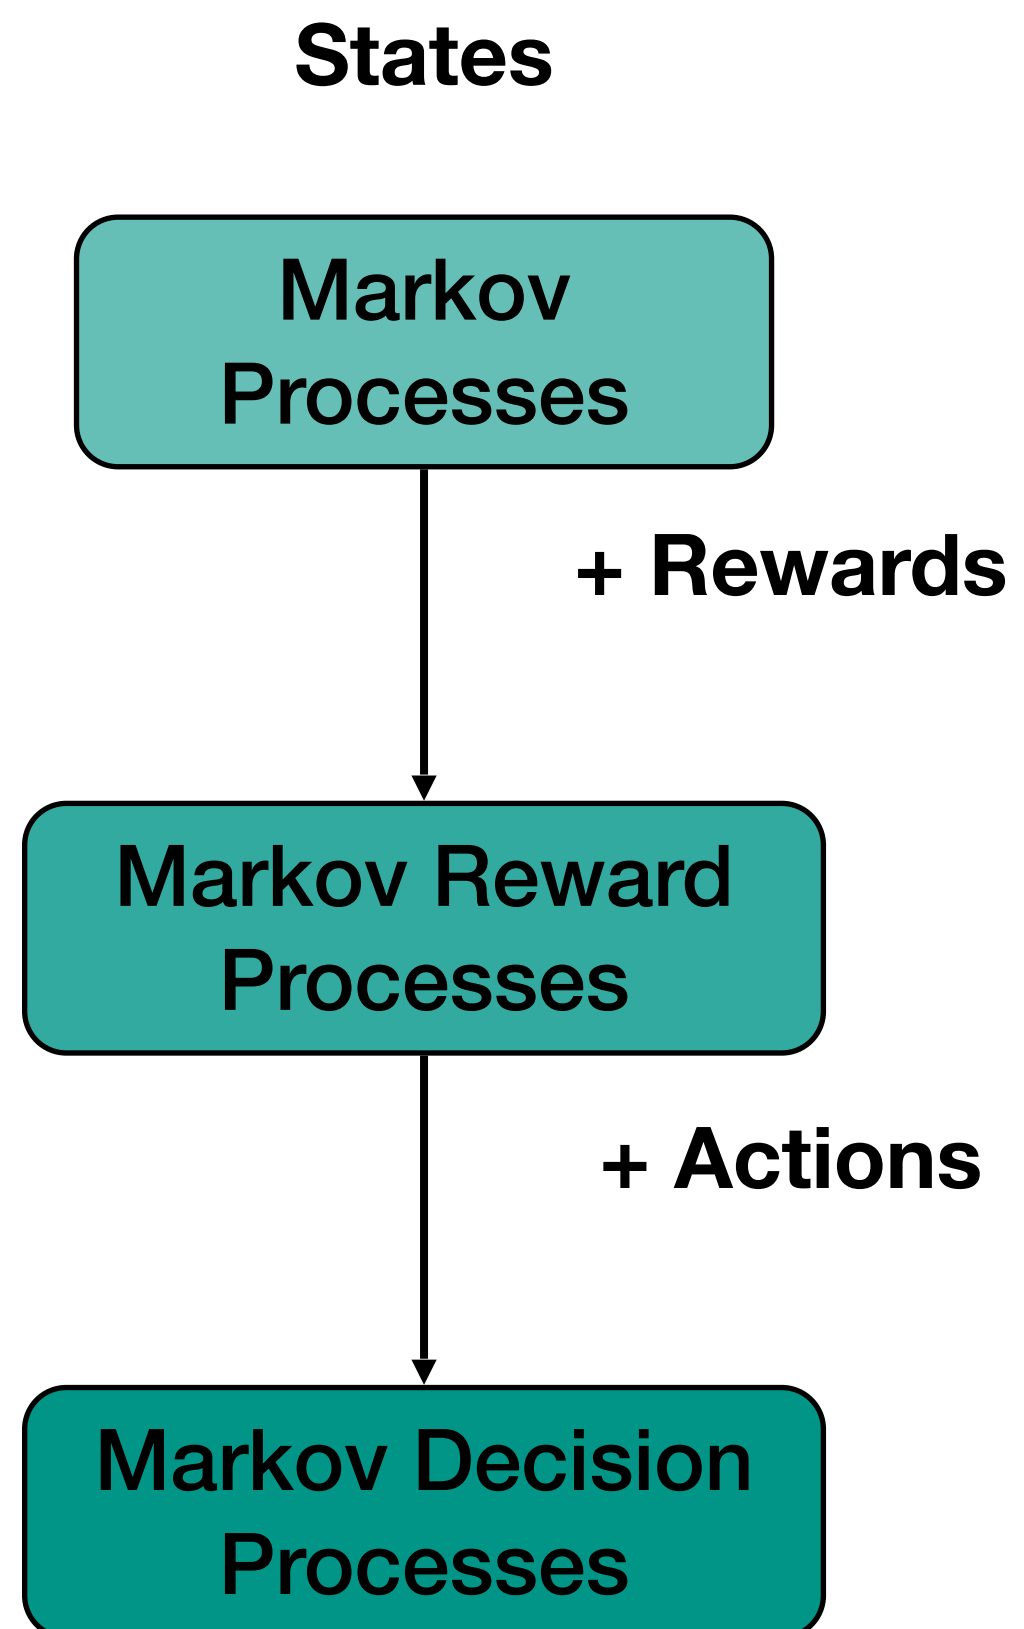 States
Markov
Processes
+ Rewards
Markov Reward
Processes
+ Actions
Markov Decision
Processes